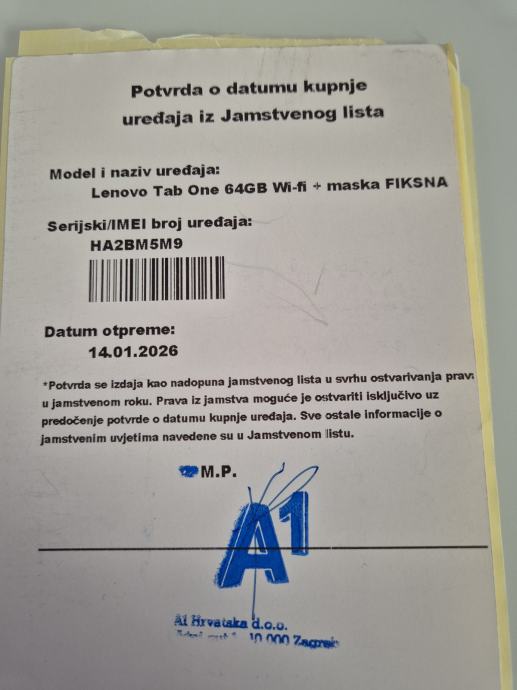 Potvrda o datumu kupnje
uređaja iz Jamstvenog lista
Model i naziv uređaja:
Lenovo Tab One 64GB Wi-fi + maska FIKSNA
Serijski/IMEI broj uređaja:
HA2BM5M9
Datum otpreme:
14.01.2026
*Potvrda se izdaja kao nadopuna jamstvenog lista u svrhu ostvarivanja prava
u jamstvenom roku. Prava iz jamstva moguće je ostvariti isključivo uz
predočenje potvrde o datumu kupnje uređaja. Sve ostale informacije o
jamstvenim uvjetima navedene su u Jamstvenom listu.
M.P.
A1
A1 Hrvatska d.o.o.
10 000 Zagreb